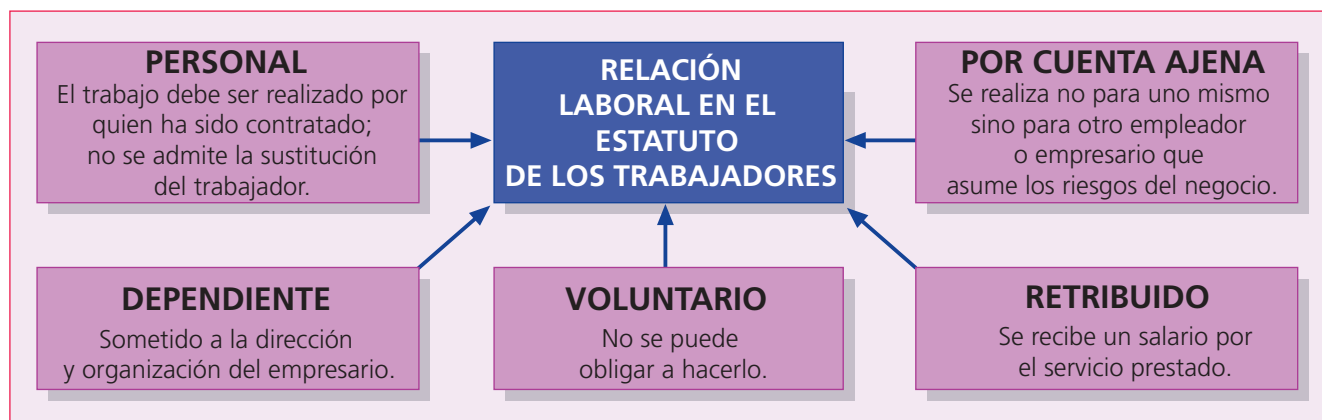 PERSONAL
El trabajo debe ser realizado por
quien ha sido contratado;
no se admite la sustitución
del trabajador.
RELACIÓN
LABORAL EN EL
ESTATUTO
DE LOS TRABAJADORES
POR CUENTA AJENA
Se realiza no para uno mismo
sino para otro empleador
o empresario que
asume los riesgos del negocio.
DEPENDIENTE
Sometido a la dirección
y organización del empresario.
VOLUNTARIO
No se puede
obligar a hacerlo.
RETRIBUIDO
Se recibe un salario por
el servicio prestado.